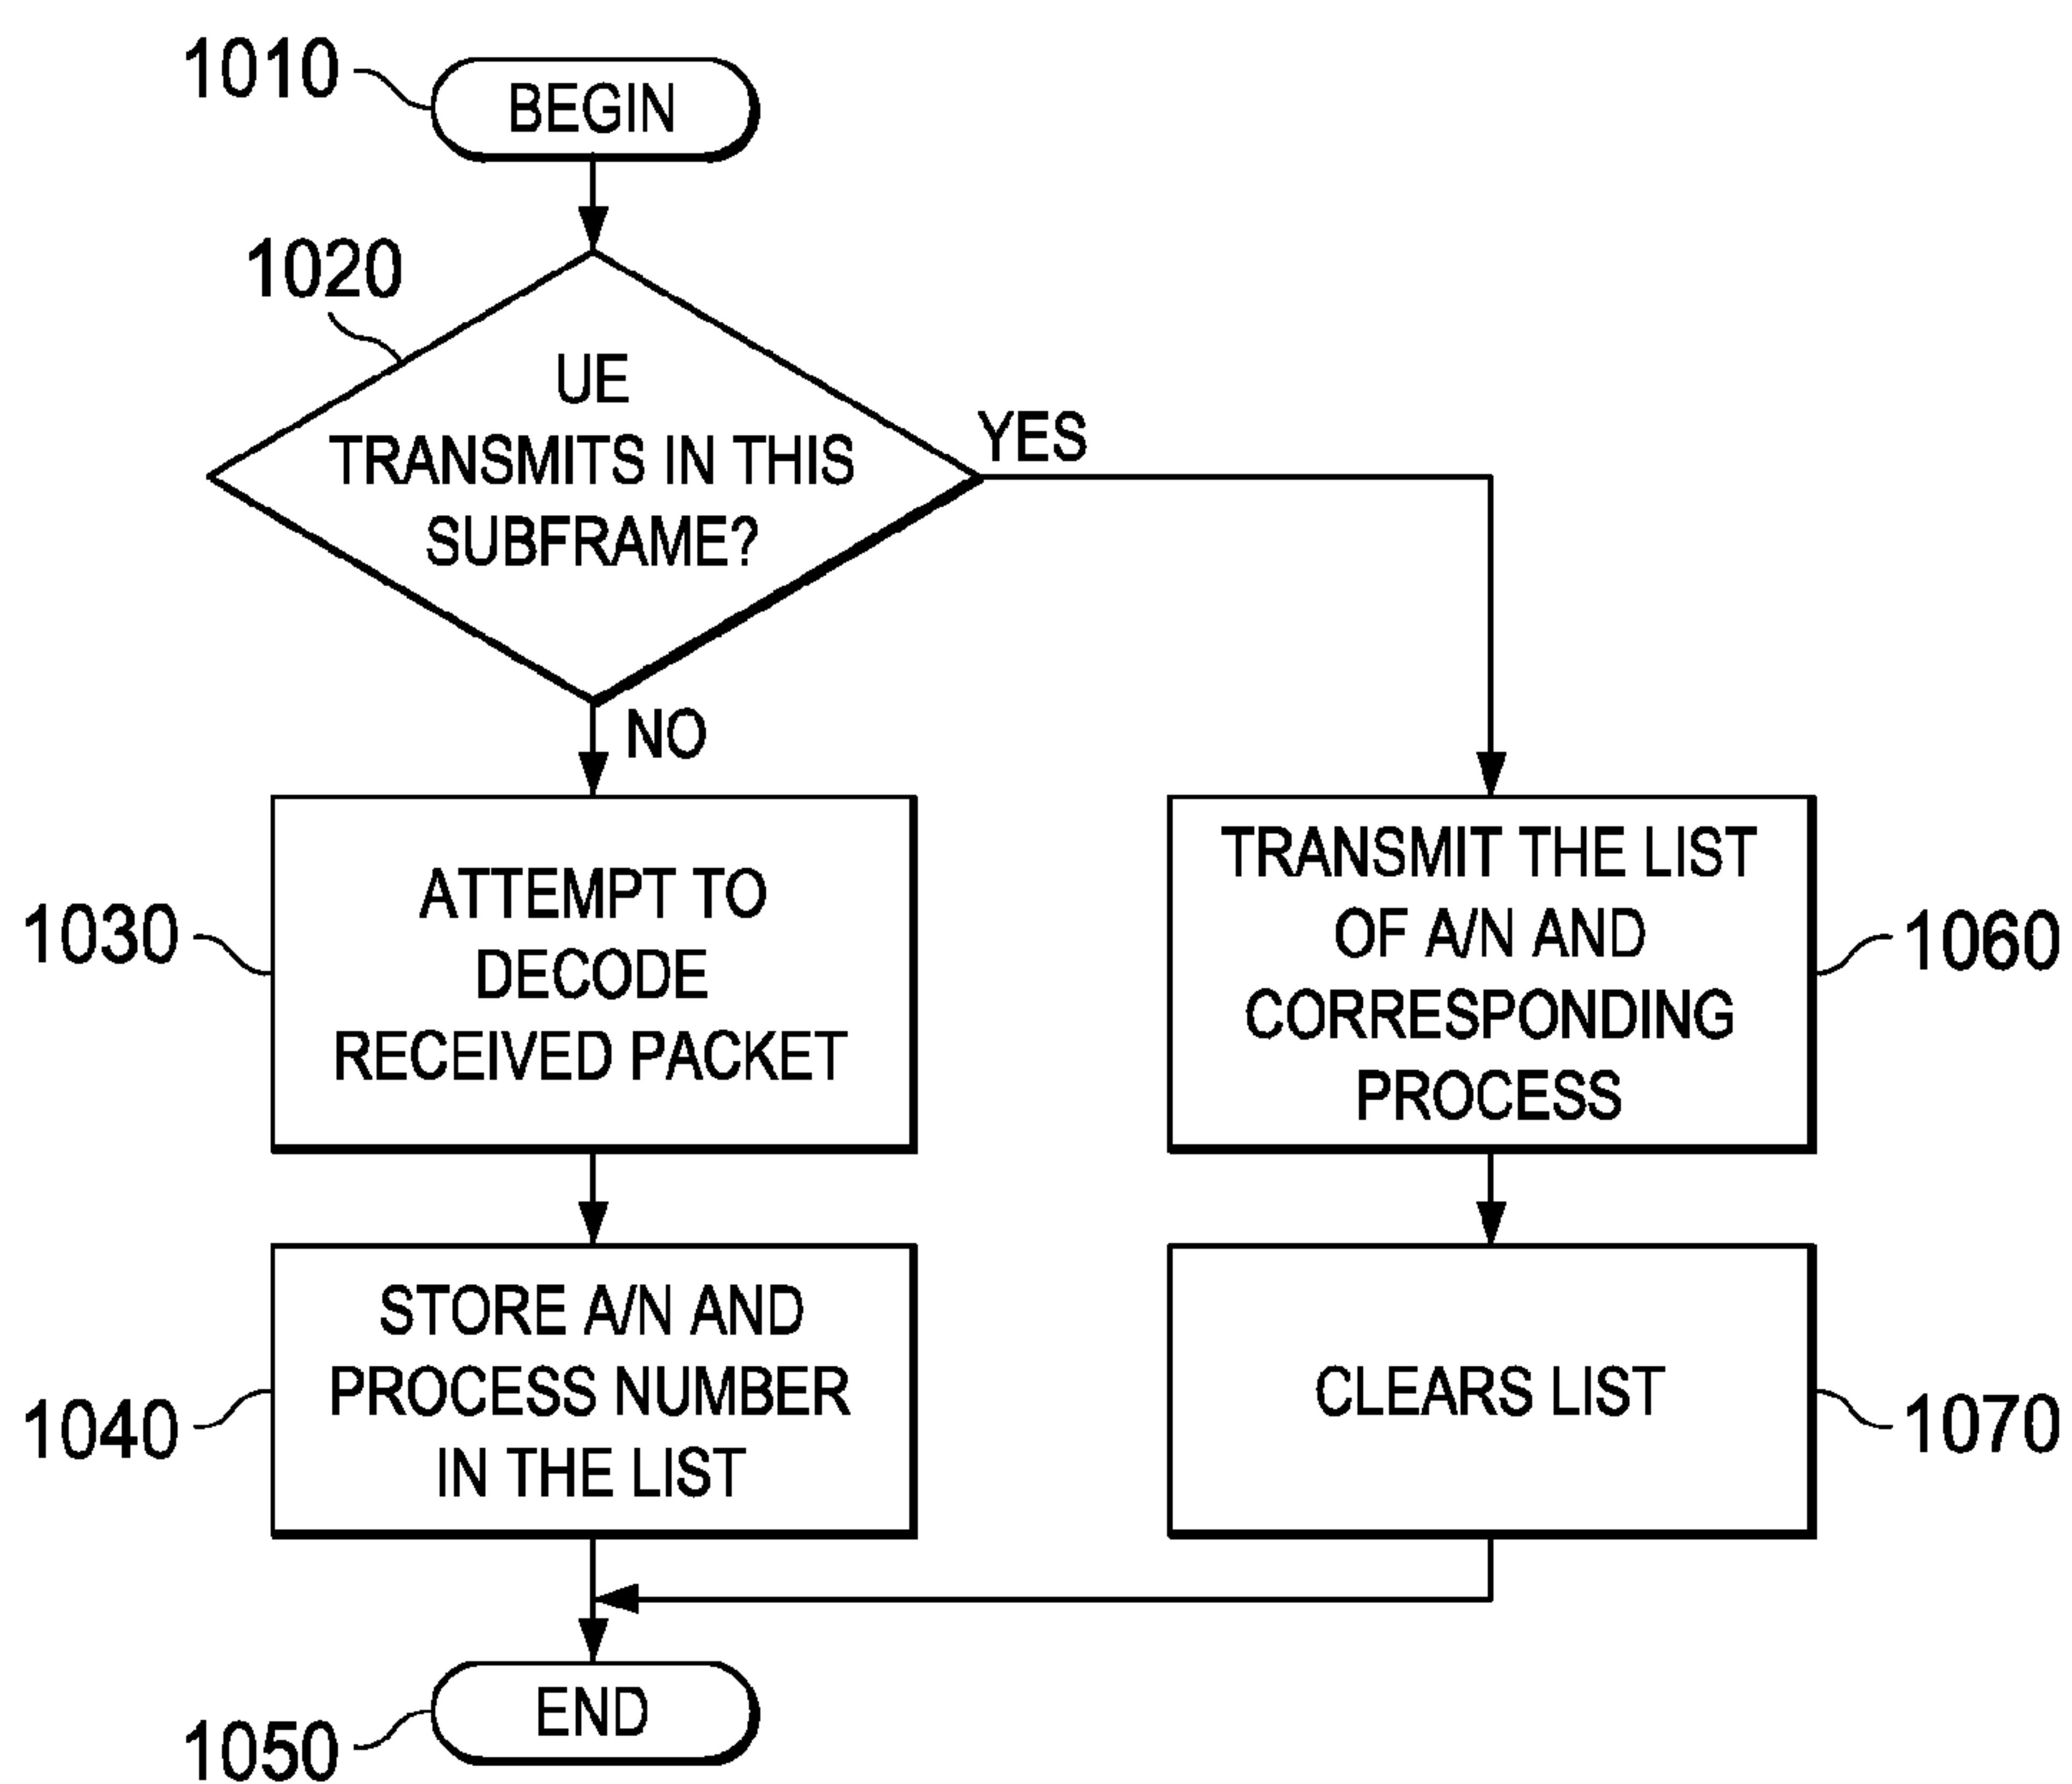 1010
BEGIN
1020
UE
TRANSMITS IN THIS
SUBFRAME?
YES
NO
1030
ATTEMPT TO
DECODE
RECEIVED PACKET
TRANSMIT THE LIST
OF A/N AND
CORRESPONDING
PROCESS
1060
1040
STORE A/N AND
PROCESS NUMBER
IN THE LIST
CLEARS LIST
1070
END
1050